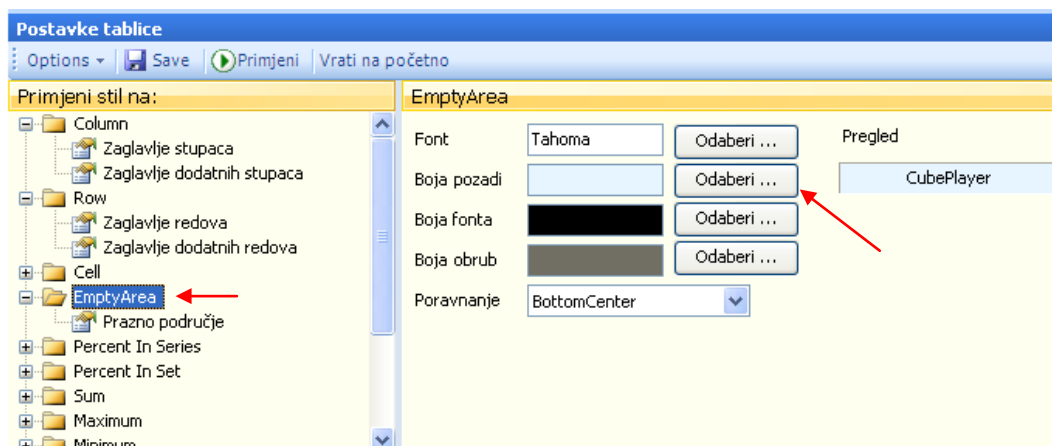 Postavke tablice
Options Save Primjeni Vrati na početno
Primjeni stil na:
Column
Zaglavlje stupaca
Zaglavlje dodatnih stupaca
Row
Zaglavlje redova
Zaglavlje dodatnih redova
Cell
EmptyArea
Prazno područje
Percent In Series
Percent In Set
Sum
Maximum
Minimum
EmptyArea
Font Tahoma Odaberi ... Pregled
Boja pozadi Odaberi ... CubePlayer
Boja fonta Odaberi ...
Boja obrub Odaberi ...
Poravnanje BottomCenter